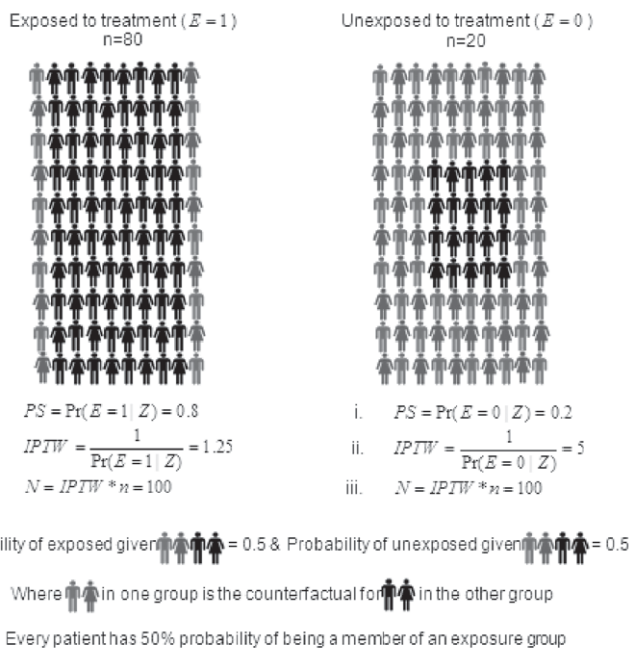 Exposed to treatment ( E = 1 )
n=80
Unexposed to treatment ( E = 0 )
n=20
PS = Pr( E = 1 | Z ) = 0.8
IPTW = 1 / Pr( E = 1 | Z ) = 1.25
N = IPTW * n = 100
i. PS = Pr( E = 0 | Z ) = 0.2
ii. IPTW = 1 / Pr( E = 0 | Z ) = 5
iii. N = IPTW * n = 100
ility of exposed given = 0.5 & Probability of unexposed given = 0.5
Where in one group is the counterfactual for in the other group
Every patient has 50% probability of being a member of an exposure group